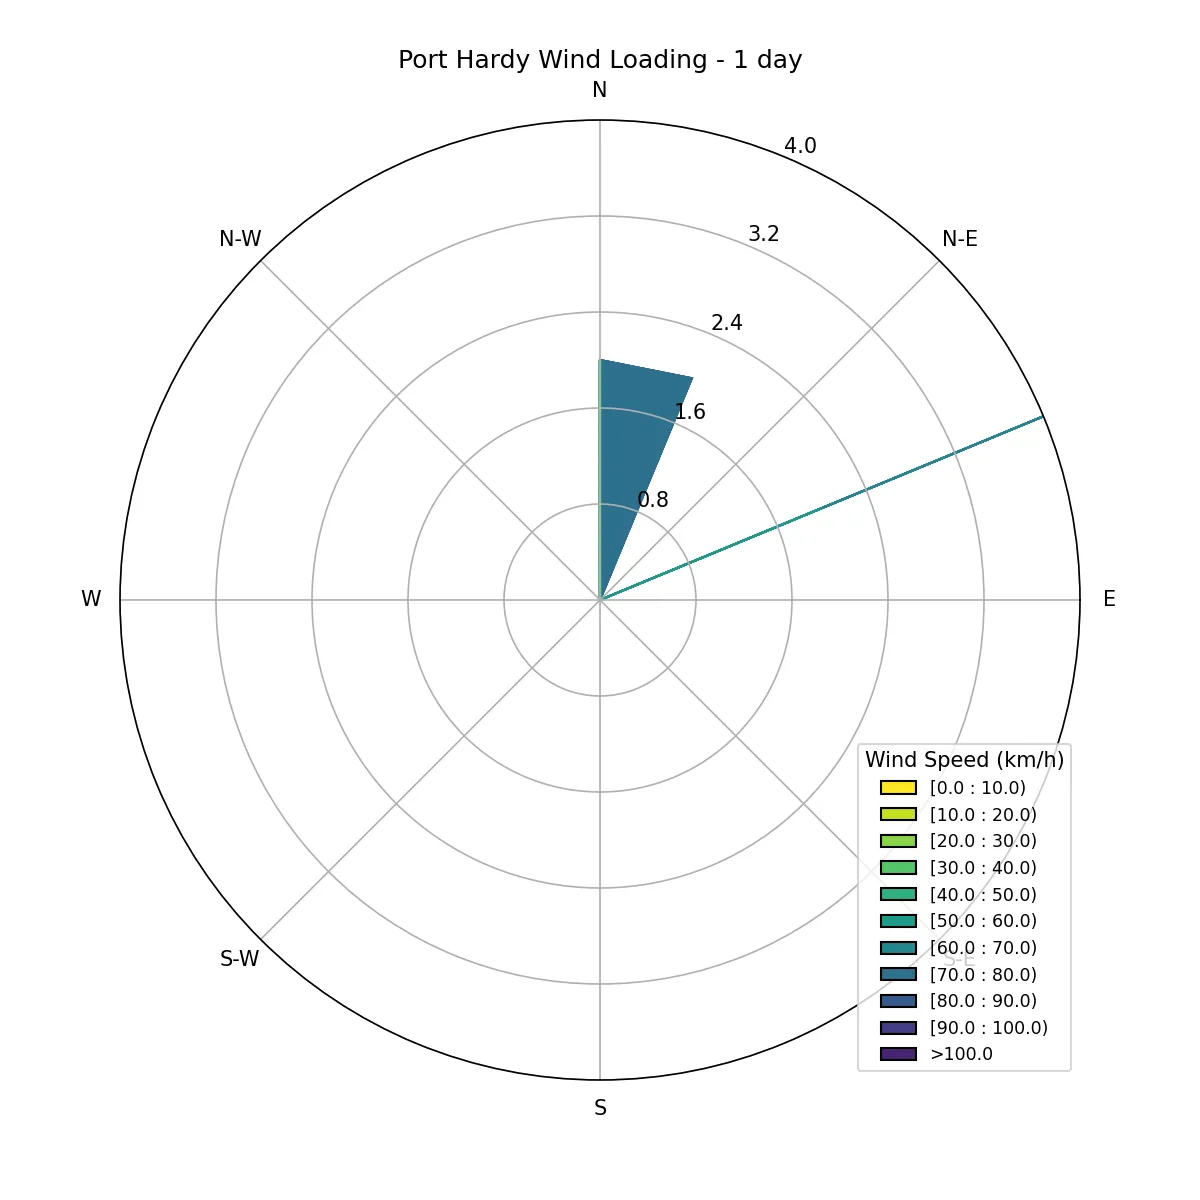 Port Hardy Wind Loading - 1 day
N
4.0
N-W
3.2
N-E
2.4
1.6
0.8
W
E
Wind Speed (km/h)
[0.0 : 10.0)
[10.0 : 20.0)
[20.0 : 30.0)
[30.0 : 40.0)
[40.0 : 50.0)
[50.0 : 60.0)
[60.0 : 70.0)
S-W
S-E
[70.0 : 80.0)
[80.0 : 90.0)
[90.0 : 100.0)
>100.0
S